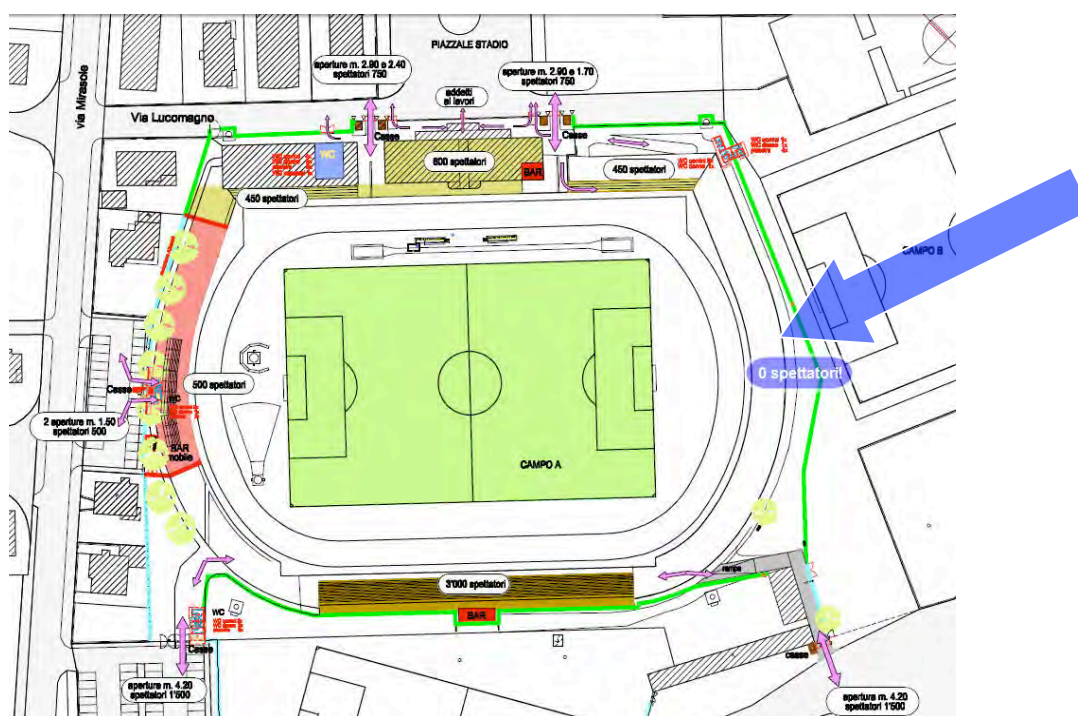 PIAZZALE STADIO
aperture m. 2.90 e 2.40
spettatori 750
aperture m. 2.90 e 1.70
spettatori 750
addetti
ai lavori
via Mirasole
Via Lucomagno
Casse
Casse
WC
600 spettatori
BAR
450 spettatori
450 spettatori
CAMPO B
0 spettatori!
500 spettatori
Casse
WC
2 aperture m. 1.50
spettatori 500
BAR
mobile
CAMPO A
3'000 spettatori
rampa
BAR
WC
Casse
casse
apertura m. 4.20
spettatori 1'500
apertura m. 4.20
spettatori 1'500